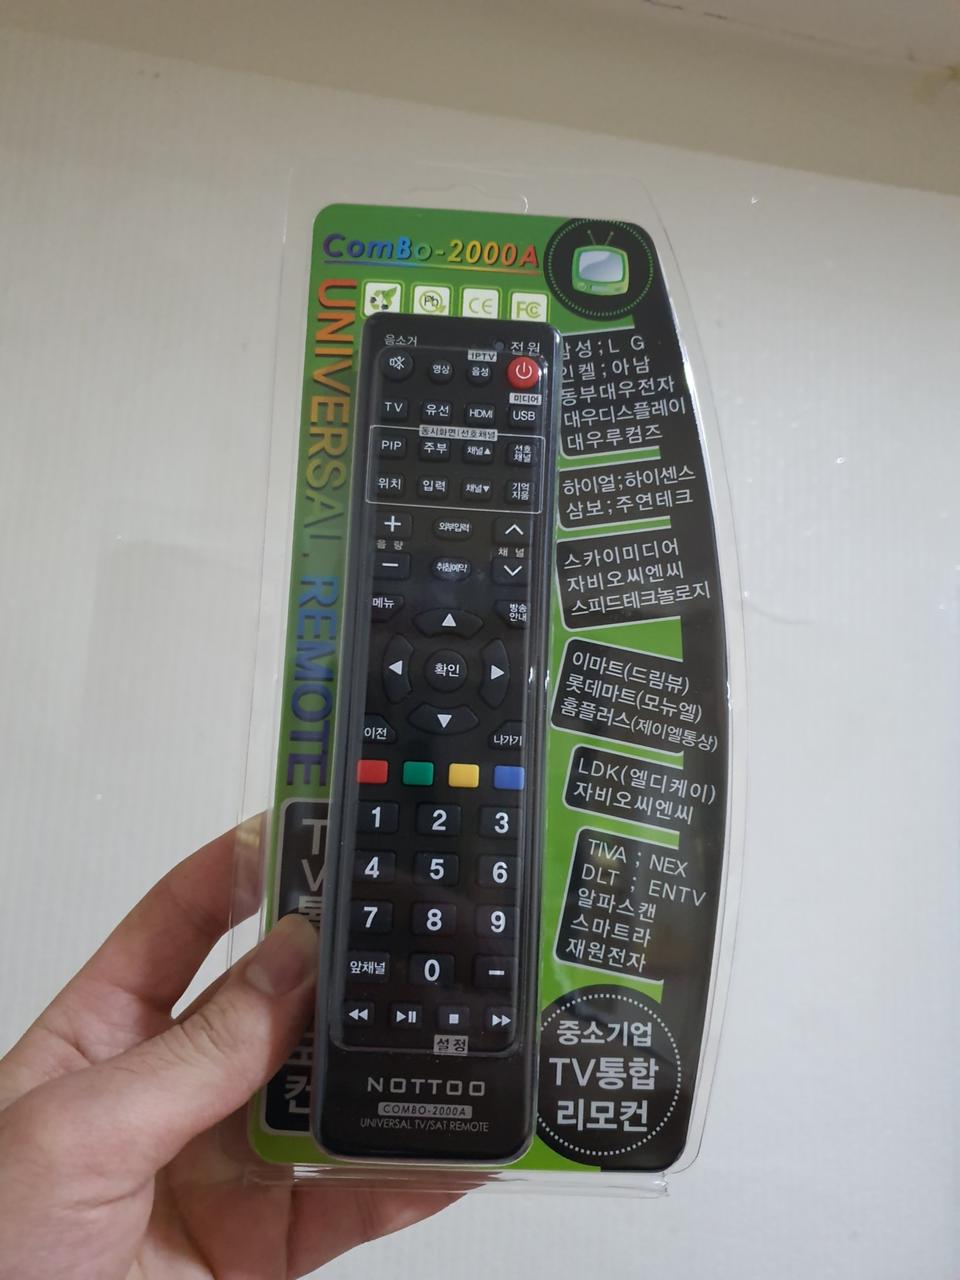 ComBo-2000A
UNIVERSAL. REMOTE
Pb
CE
FC
음소거
전원
IPTV
영상
음성
미디어
TV
유선
HDMI
USB
동시화면|선호채널
PIP
주부
채널▲
선호
채널
위치
입력
채널▼
기억
지움
+
외부입력
음 량
채 널
−
취침예약
메뉴
방송
안내
확인
이전
나가기
1 2 3
4 5 6
7 8 9
앞채널 0 −
설정
NOTTOO
COMBO-2000A
UNIVERSAL TV/SAT REMOTE
삼성;L G
인켈;아남
동부대우전자
대우디스플레이
대우루컴즈
하이얼;하이센스
삼보;주연테크
스카이미디어
자비오씨엔씨
스피드테크놀로지
이마트(드림뷰)
롯데마트(모뉴엘)
홈플러스(제이엘통상)
LDK(엘디케이)
자비오씨엔씨
TIVA ; NEX
DLT ; ENTV
알파스캔
스마트라
재원전자
중소기업
TV통합
리모컨